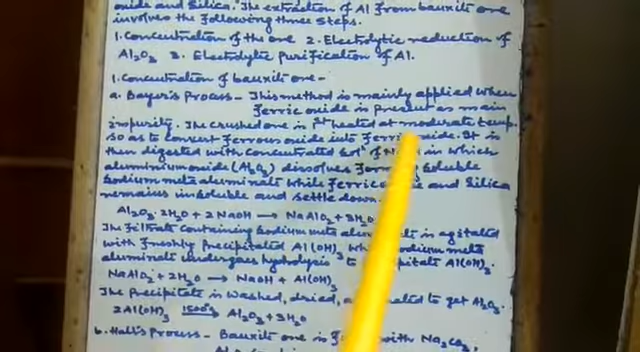 oxide and Silica. The extraction of Al from bauxite ore
involves the following three steps.
1. Concentration of the ore 2. Electrolytic reduction of
Al2O3 3. Electrolytic purification of Al.
1. Concentration of bauxite ore -
a. Bayer's Process - This method is mainly applied when
ferric oxide is present as main
impurity. The crushed ore is 1st heated at moderate temp.
so as to convert ferrous oxide into ferric oxide. It is
then digested with concentrated sol^n of in which
aluminium oxide (Al2O3) dissolves forming soluble
Sodium meta aluminate while ferric and Silica
remains insoluble and settle down.
Al2O3·2H2O + 2NaOH → NaAlO2 + 3H2O
The filtrate containing Sodium meta is agitated
with freshly precipitated Al(OH)3 sodium meta
aluminate undergoes hydrolysis to Al(OH)3.
NaAlO2 + 2H2O → NaOH + Al(OH)3
The precipitate is washed, dried, to get Al2O3.
2Al(OH)3 1500°c Al2O3 + 3H2O
b. Hall's Process - Bauxite ore is with Na2CO3,